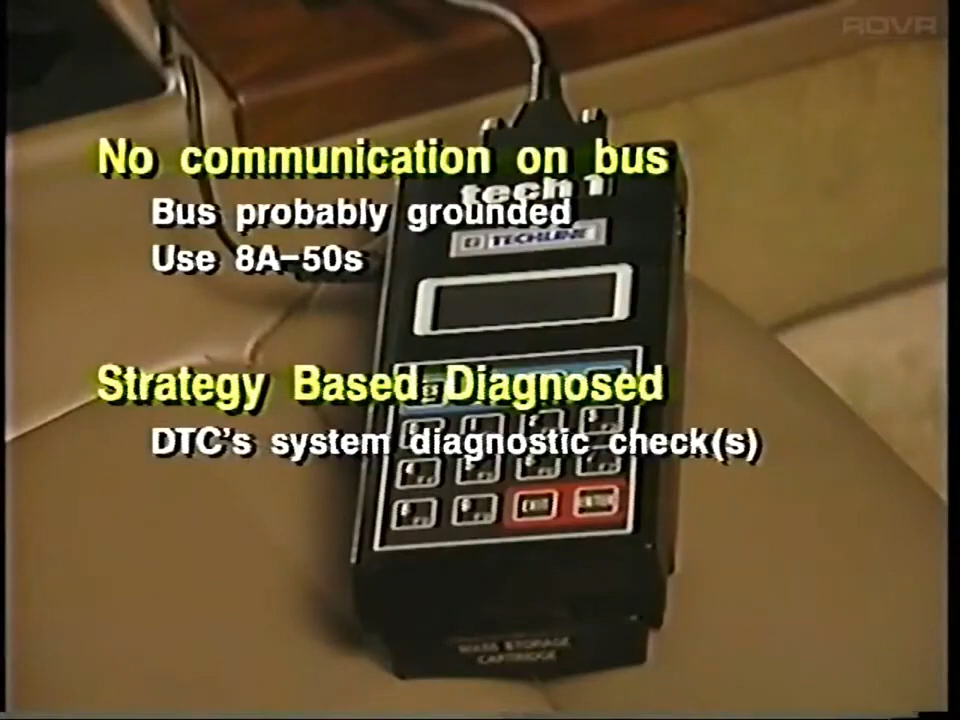 ROVR
No communication on bus
tech 1
Bus probably grounded
TECHLINE
Use 8A-50s
Strategy Based Diagnosed
DTC's system diagnostic check(s)
EXIT
ENTER
MASS STORAGE
CARTRIDGE